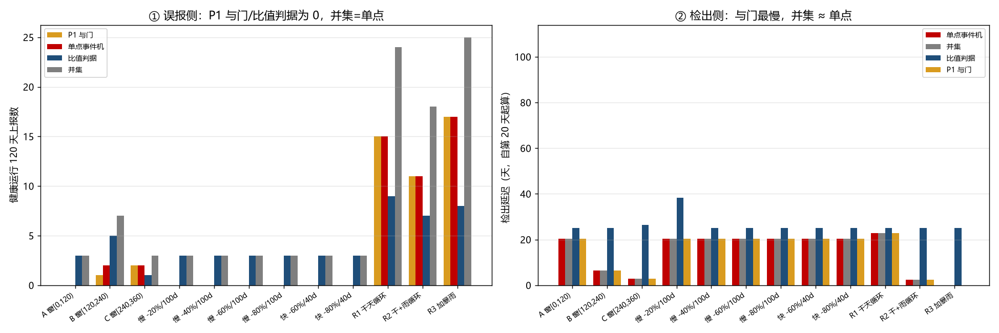 ① 误报侧：P1 与门/比值判据为 0，并集=单点
健康运行 120 天上报数
25
20
15
10
5
0
P1 与门
单点事件机
比值判据
并集
A 窗[0,120)
B 窗[120,240)
C 窗[240,360)
慢 -20%/100d
慢 -40%/100d
慢 -60%/100d
慢 -80%/100d
快 -60%/40d
快 -80%/40d
R1 干天循环
R2 干+雨循环
R3 加暴雨
② 检出侧：与门最慢，并集 ≈ 单点
检出延迟（天，自第 20 天起算）
100
80
60
40
20
0
单点事件机
并集
比值判据
P1 与门
A 窗[0,120)
B 窗[120,240)
C 窗[240,360)
慢 -20%/100d
慢 -40%/100d
慢 -60%/100d
慢 -80%/100d
快 -60%/40d
快 -80%/40d
R1 干天循环
R2 干+雨循环
R3 加暴雨